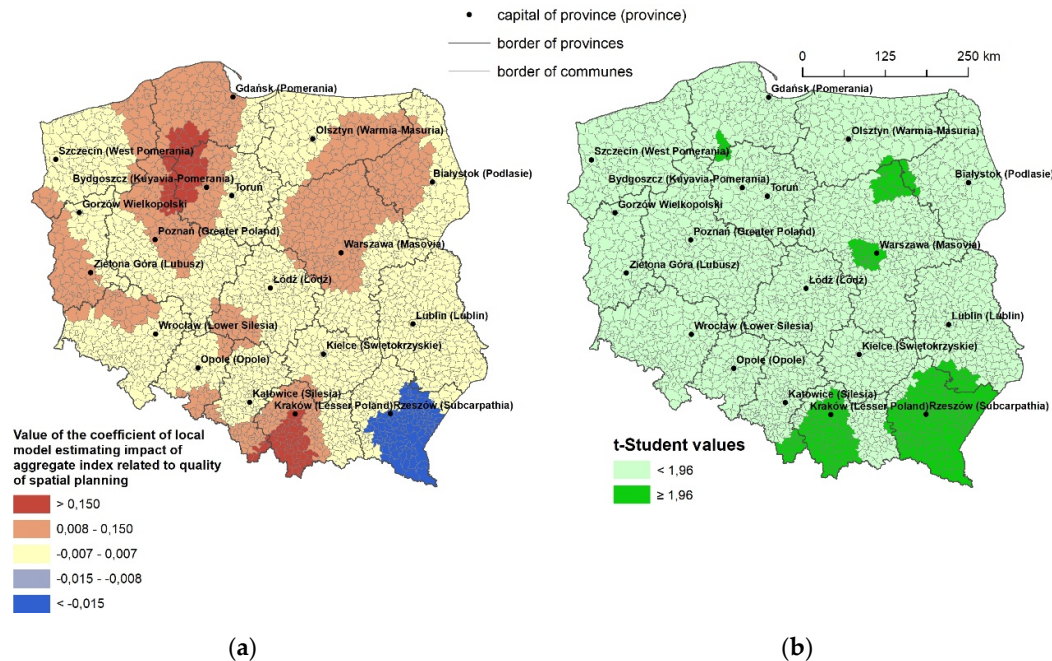 capital of province (province)
border of provinces
border of communes
0 125 250 km
Gdańsk (Pomerania)
Olsztyn (Warmia-Masuria)
Szczecin (West Pomerania)
Białystok (Podlasie)
Bydgoszcz (Kuyavia-Pomerania)
Toruń
Gorzów Wielkopolski
Poznań (Greater Poland)
Warszawa (Masovia)
Zielona Góra (Lubusz)
Łódź (Łódź)
Lublin (Lublin)
Wrocław (Lower Silesia)
Kielce (Świętokrzyskie)
Opole (Opole)
Katowice (Silesia)
Kraków (Lesser Poland)
Rzeszów (Subcarpathia)
Value of the coefficient of local
model estimating impact of
aggregate index related to quality
of spatial planning
> 0,150
0,008 - 0,150
-0,007 - 0,007
-0,015 - -0,008
< -0,015
(a)
Gdańsk (Pomerania)
Olsztyn (Warmia-Masuria)
Szczecin (West Pomerania)
Białystok (Podlasie)
Bydgoszcz (Kuyavia-Pomerania)
Toruń
Gorzów Wielkopolski
Poznań (Greater Poland)
Warszawa (Masovia)
Zielona Góra (Lubusz)
Łódź (Łódź)
Lublin (Lublin)
Wrocław (Lower Silesia)
Kielce (Świętokrzyskie)
Opole (Opole)
Katowice (Silesia)
Kraków (Lesser Poland)
Rzeszów (Subcarpathia)
t-Student values
< 1,96
≥ 1,96
(b)